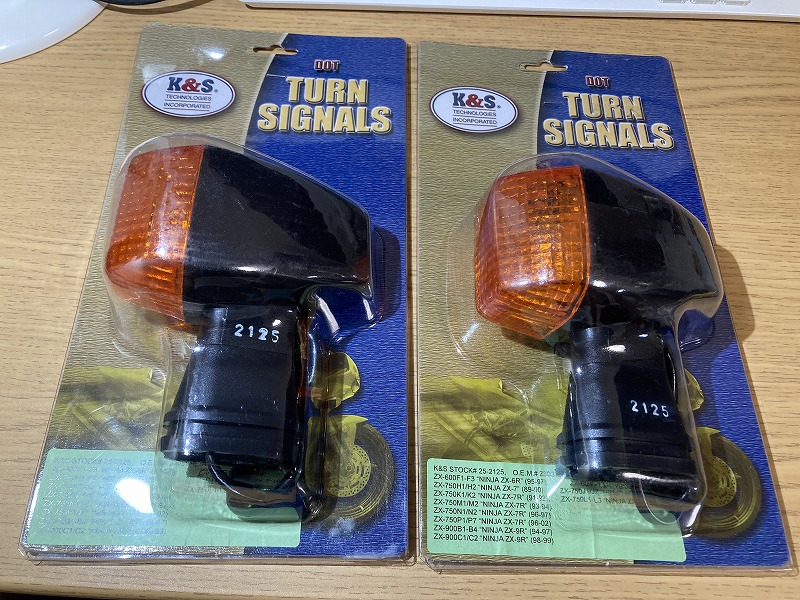 K&S®
TECHNOLOGIES
INCORPORATED
DOT
TURN
SIGNALS
2125
K&S STOCK#
K&S®
TECHNOLOGIES
INCORPORATED
DOT
TURN
SIGNALS
2125
K&S STOCK# 25-2125, O.E.M.#
ZX-600F1-F3 "NINJA ZX-6R" (95-97)
ZX-750H1/H2 "NINJA ZX-7" (89-90)
ZX-750K1/K2 "NINJA ZX-7R" (91-92)
ZX-750M1/M2 "NINJA ZX-7R" (93-94)
ZX-750N1/N2 "NINJA ZX-7R" (96-97)
ZX-750P1/P7 "NINJA ZX-7R" (96-02)
ZX-900B1-B4 "NINJA ZX-9R" (94-97)
ZX-900C1/C2 "NINJA ZX-9R" (98-99)